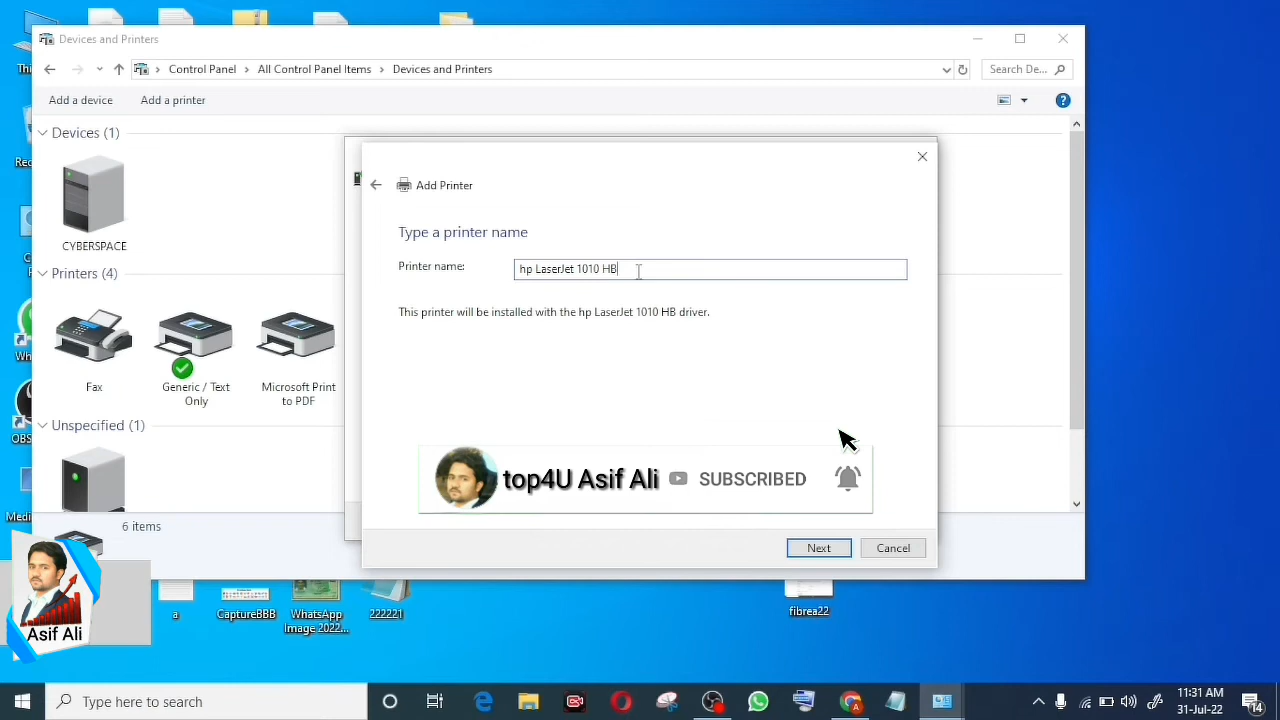 Devices and Printers
Control Panel > All Control Panel Items > Devices and Printers
Search De...
Add a device
Add a printer
Devices (1)
CYBERSPACE
Printers (4)
Fax
Generic / Text
Only
Microsoft Print
to PDF
Unspecified (1)
6 items
Add Printer
Type a printer name
Printer name:
hp LaserJet 1010 HB
This printer will be installed with the hp LaserJet 1010 HB driver.
top4U Asif Ali
SUBSCRIBED
Next
Cancel
Asif Ali
a
CaptureBBB
WhatsApp
Image 2022...
222221
fibrea22
Type here to search
11:31 AM
31-Jul-22
14